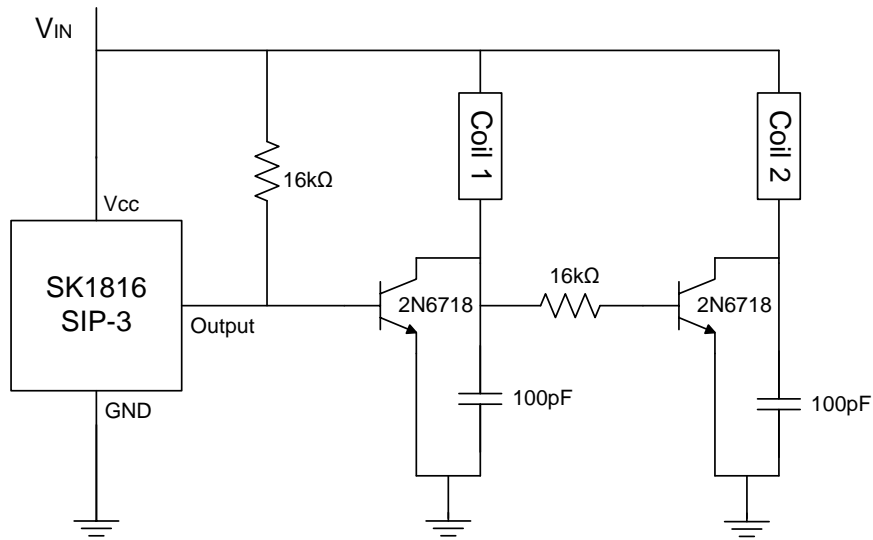 VIN
Coil 1
Coil 2
16kΩ
Vcc
SK1816
SIP-3
Output
GND
2N6718
16kΩ
2N6718
100pF
100pF